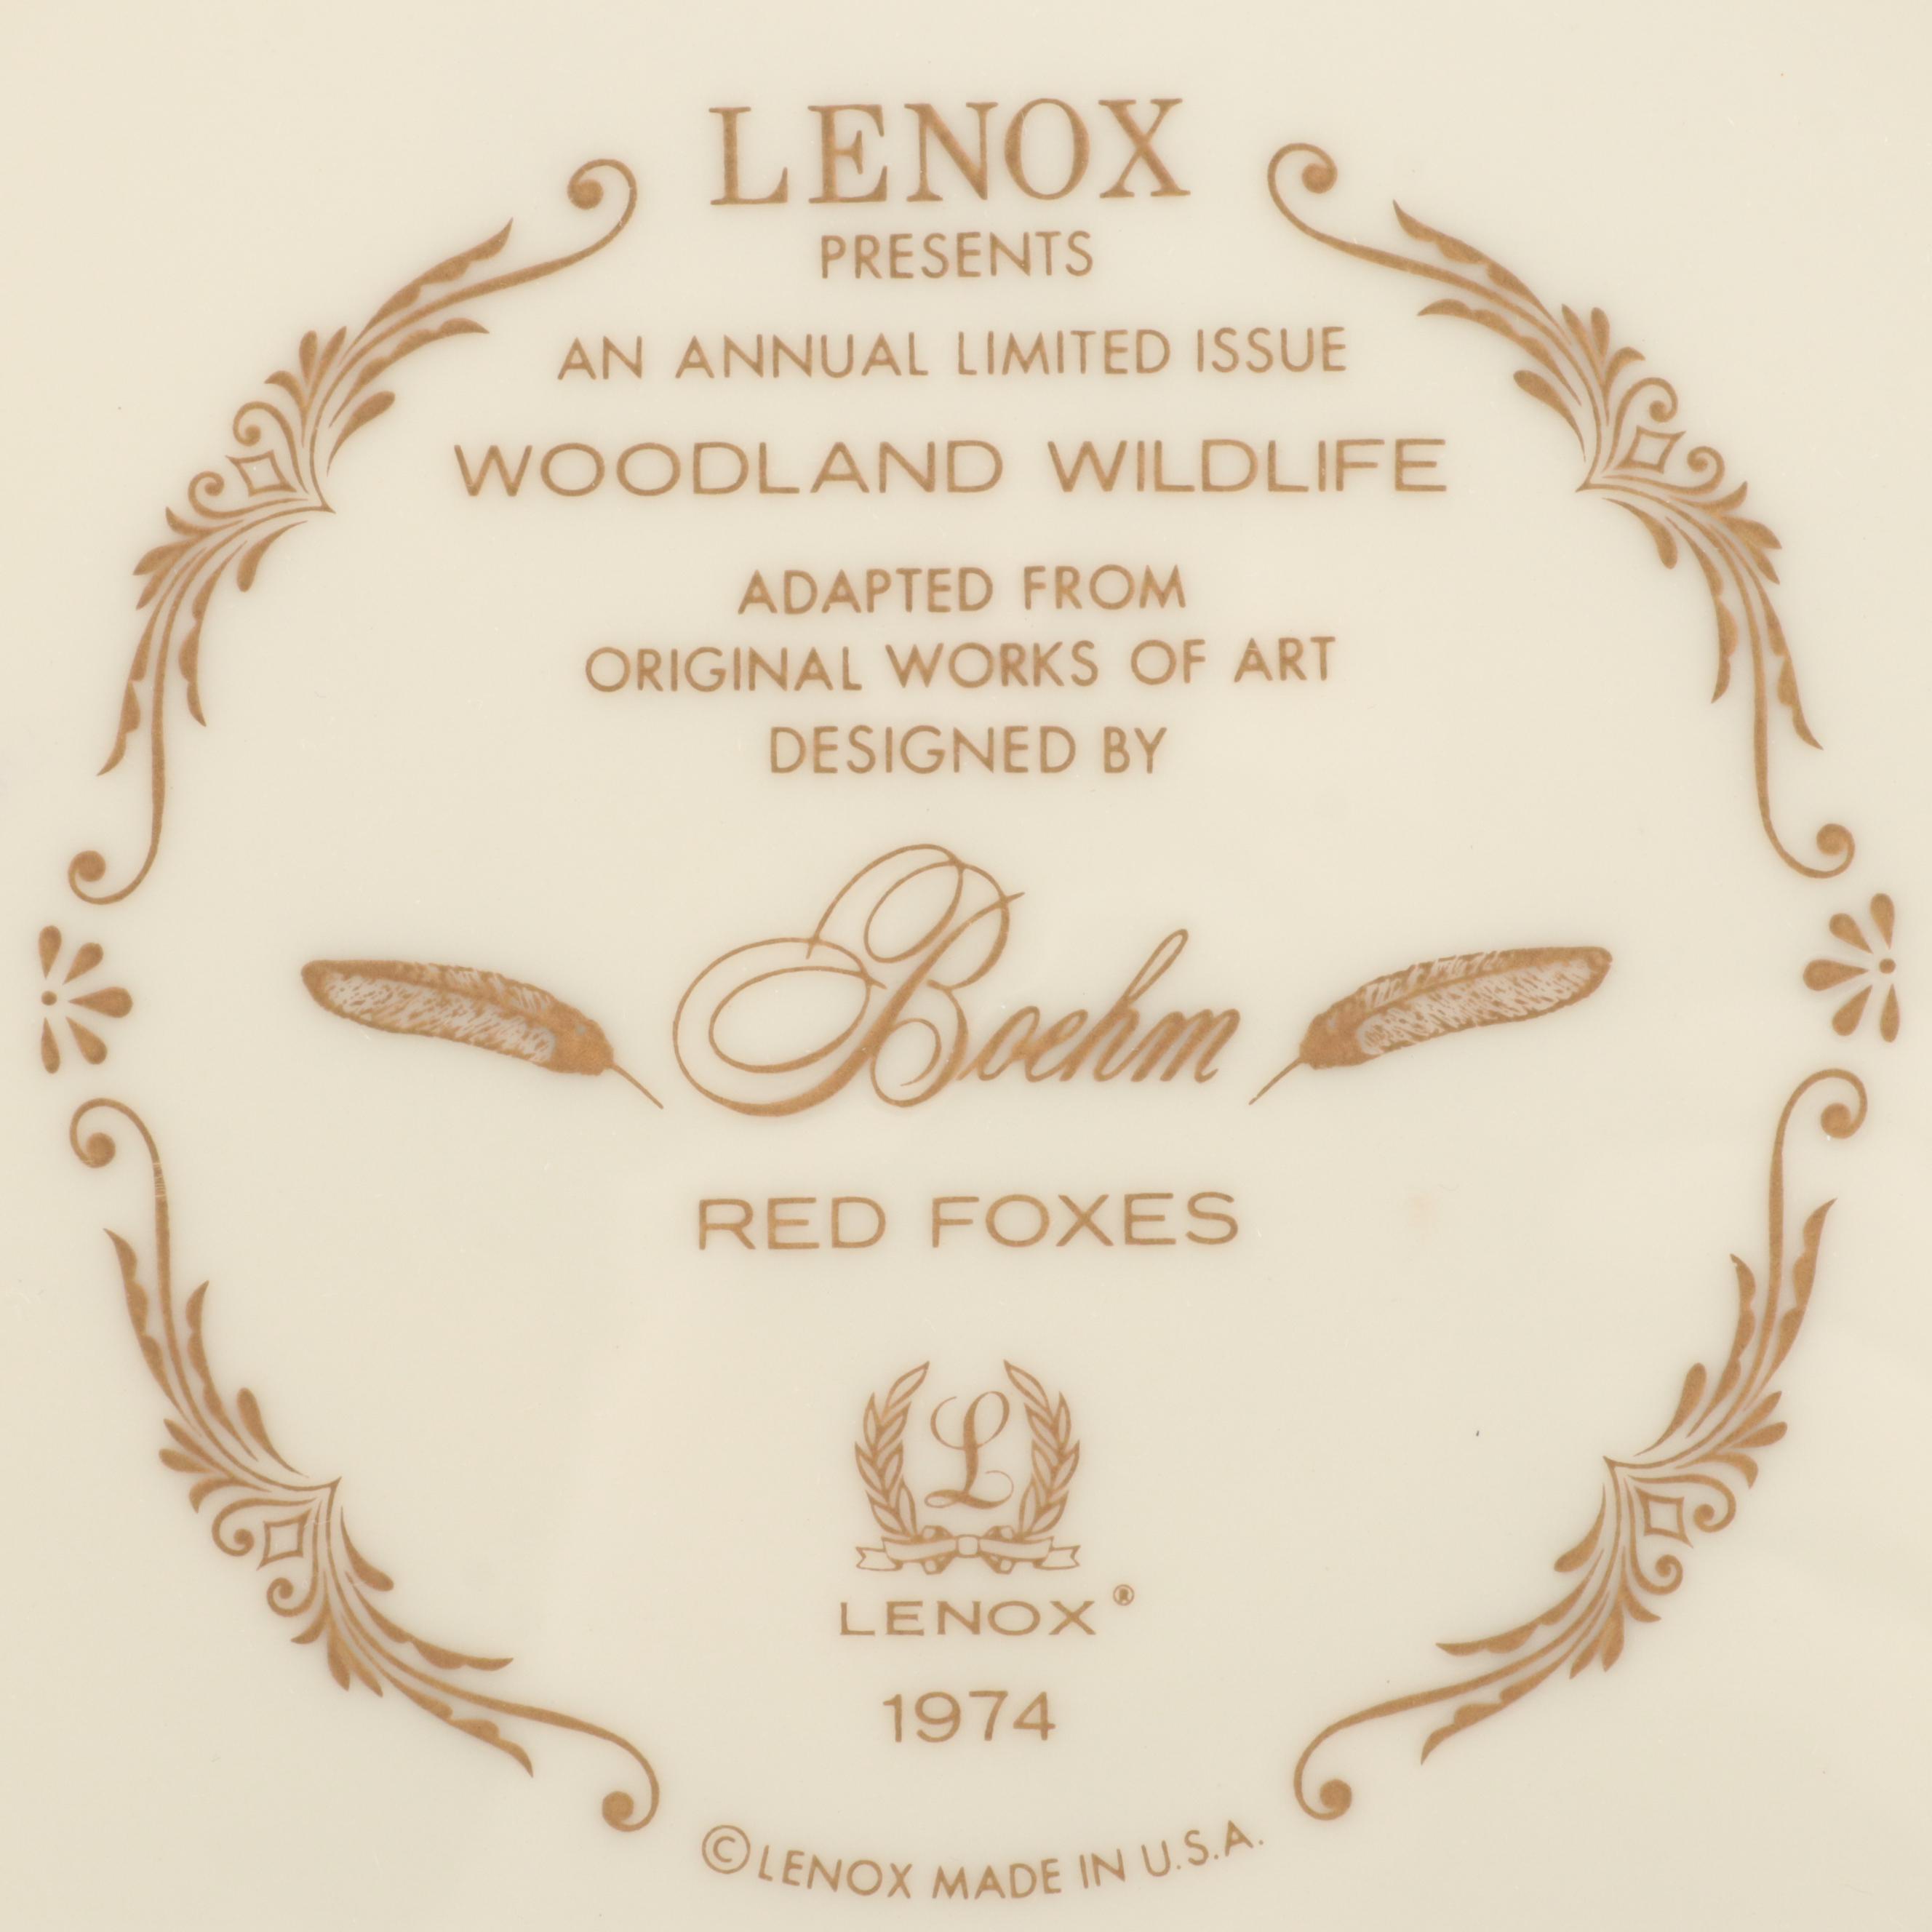 LENOX
PRESENTS
AN ANNUAL LIMITED ISSUE
WOODLAND WILDLIFE
ADAPTED FROM
ORIGINAL WORKS OF ART
DESIGNED BY
Boehm
RED FOXES
L
LENOX®
1974
© LENOX MADE IN U.S.A.